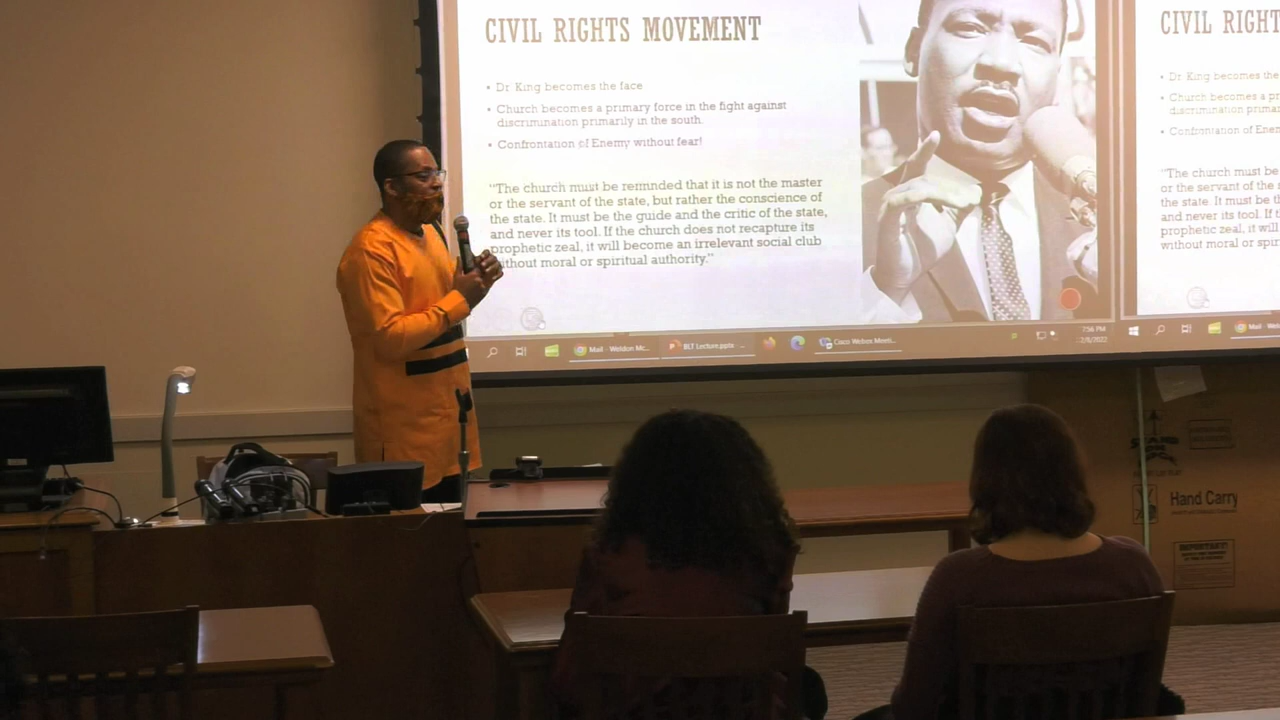 CIVIL RIGHTS MOVEMENT
Dr. King becomes the face
Church becomes a primary force in the fight against
discrimination primarily in the south.
Confrontation of Enemy without fear!
"The church must be reminded that it is not the master
or the servant of the state, but rather the conscience of
the state. It must be the guide and the critic of the state,
and never its tool. If the church does not recapture its
prophetic zeal, it will become an irrelevant social club
without moral or spiritual authority."
Mail - Weldon Mc...
BLT Lecture.pptx ...
Cisco Webex Meeti...
7:56 PM
2/8/2022
CIVIL RIGHT
Dr. King becomes the
Church becomes a pr
discrimination primar
Confrontation of Enem
"The church must be
or the servant of the s
the state. It must be t
and never its tool. If t
prophetic zeal, it will
without moral or spir
Hand Carry
IMPORTANT!